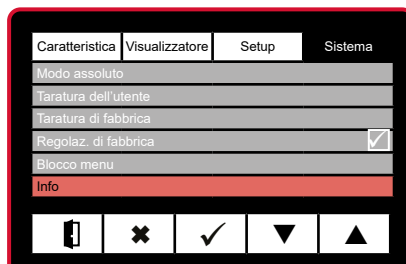 Caratteristica Visualizzatore Setup Sistema
Modo assoluto
Taratura dell'utente
Taratura di fabbrica
Regolaz. di fabbrica
Blocco menu
Info